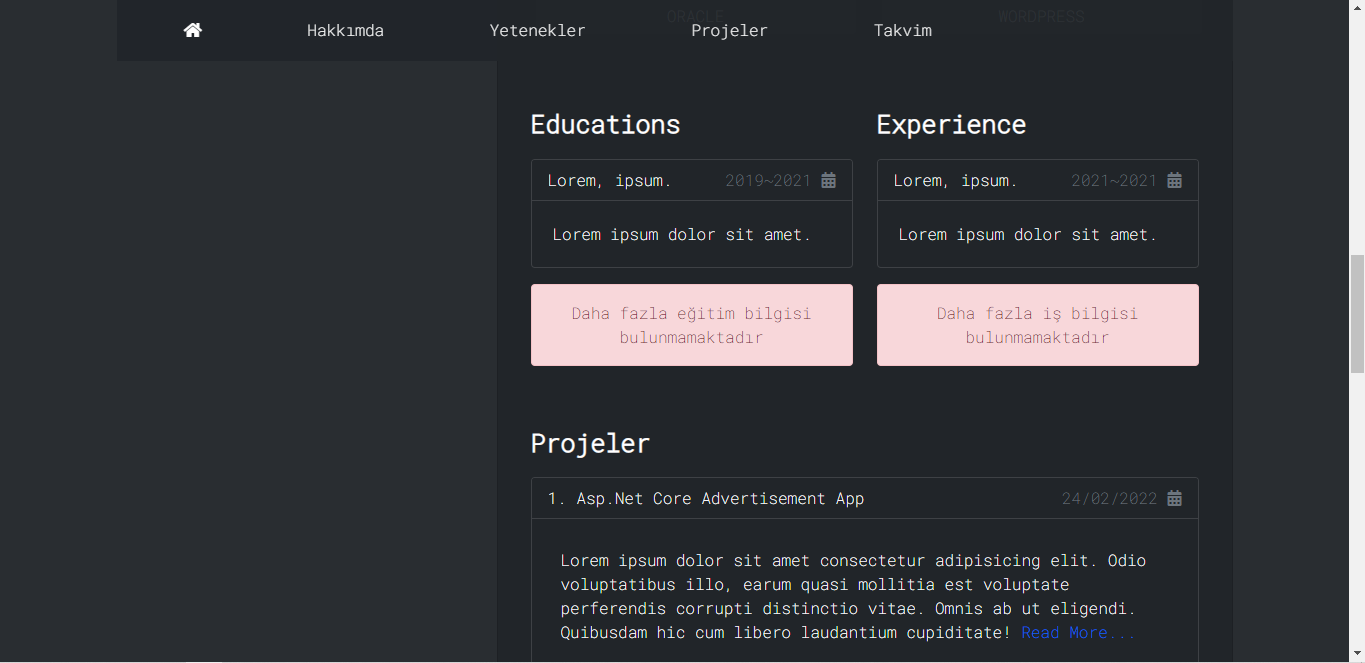 ORACLE WORDPRESS
Hakkımda Yetenekler Projeler Takvim
Educations
Lorem, ipsum. 2019~2021
Lorem ipsum dolor sit amet.
Daha fazla eğitim bilgisi
bulunmamaktadır
Experience
Lorem, ipsum. 2021~2021
Lorem ipsum dolor sit amet.
Daha fazla iş bilgisi
bulunmamaktadır
Projeler
1. Asp.Net Core Advertisement App 24/02/2022
Lorem ipsum dolor sit amet consectetur adipisicing elit. Odio
voluptatibus illo, earum quasi mollitia est voluptate
perferendis corrupti distinctio vitae. Omnis ab ut eligendi.
Quibusdam hic cum libero laudantium cupiditate! Read More...